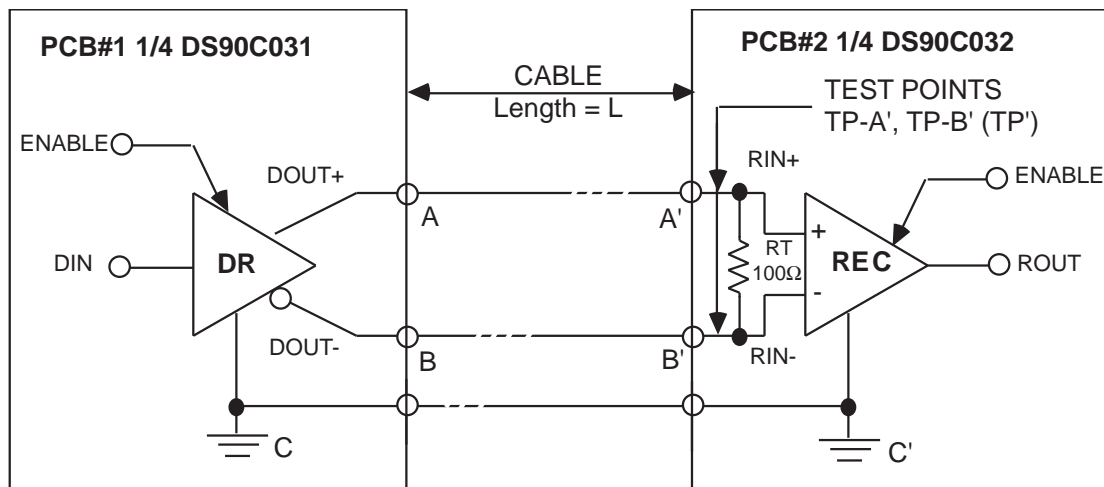 PCB#1 1/4 DS90C031
PCB#2 1/4 DS90C032
CABLE
Length = L
TEST POINTS
TP-A', TP-B' (TP')
ENABLE
DOUT+
RIN+
ENABLE
A
A'
DIN
DR
RT
100Ω
+
-
REC
ROUT
DOUT-
B
B'
RIN-
C
C'